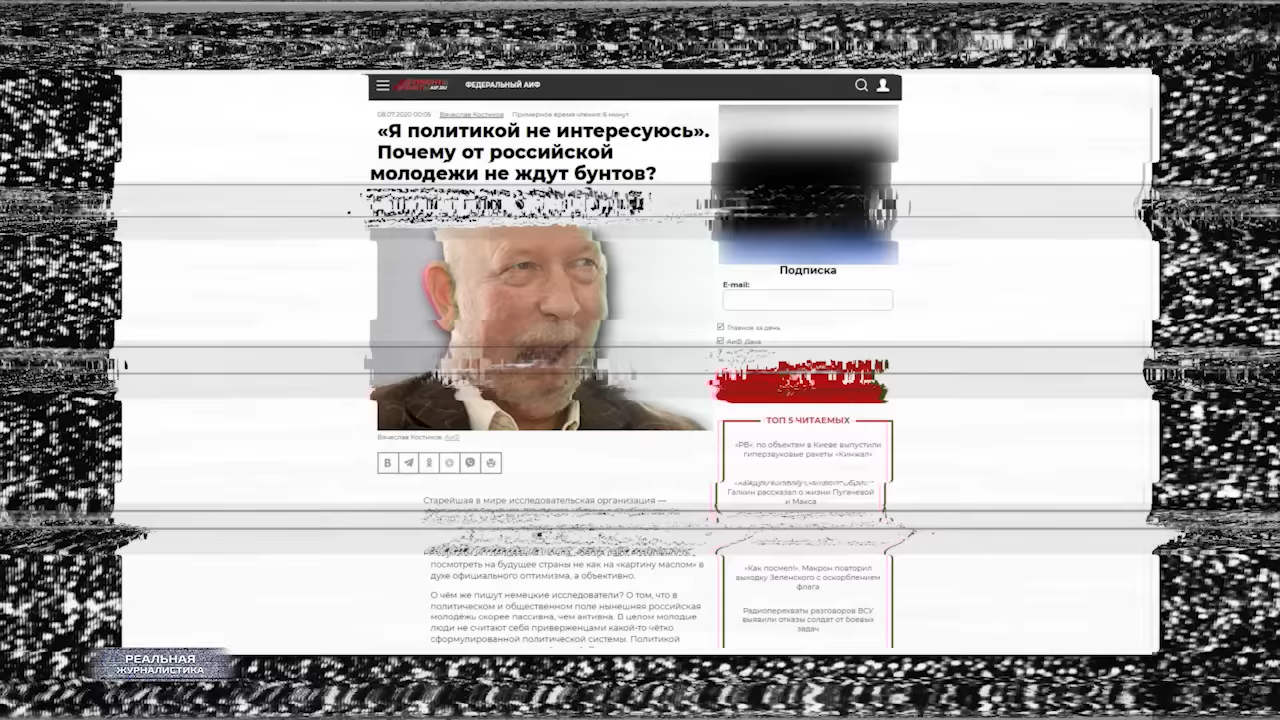 АРГУМЕНТЫ
ФАКТЫ AIF.RU
ФЕДЕРАЛЬНЫЙ АИФ
08.07.2020 00:05 Вячеслав Костиков Примерное время чтения: 6 минут
«Я политикой не интересуюсь».
Почему от российской
молодежи не ждут бунтов?
Вячеслав Костиков. АиФ
B
Старейшая в мире исследовательская организация —
посмотреть на будущее страны не как на «картину маслом» в
духе официального оптимизма, а объективно.
О чём же пишут немецкие исследователи? О том, что в
политическом и общественном поле нынешняя российская
молодёжь скорее пассивна, чем активна. В целом молодые
люди не считают себя приверженцами какой-то чётко
сформулированной политической системы. Политикой
Подписка
E-mail:
Главное за день
АиФ. Дача
ТОП 5 ЧИТАЕМЫХ
«РВ»: по объектам в Киеве выпустили
гиперзвуковые ракеты «Кинжал»
Галкин рассказал о жизни Пугачевой
и Макса
«Как посмел!». Макрон повторил
выходку Зеленского с оскорблением
флага
Радиоперехваты разговоров ВСУ
выявили отказы солдат от боевых
задач
РЕАЛЬНАЯ
ЖУРНАЛИСТИКА